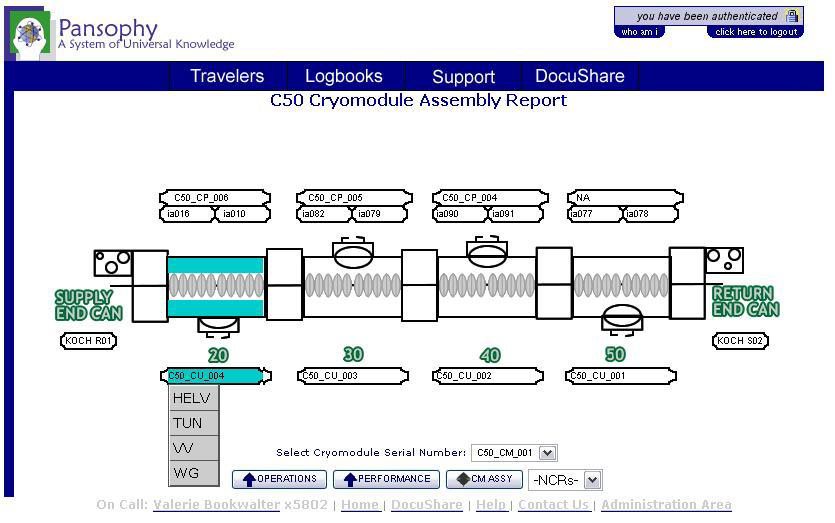 Pansophy
A System of Universal Knowledge
you have been authenticated
who am i
click here to logout
Travelers Logbooks Support DocuShare
C50 Cryomodule Assembly Report
C50_CP_006 C50_CP_005 C50_CP_004 NA
ia016 ia010 ia082 ia079 ia090 ia091 ia077 ia078
SUPPLY
END CAN
RETURN
END CAN
KOCH R01
KOCH S02
20 30 40 50
C50_CU_004 C50_CU_003 C50_CU_002 C50_CU_001
HELV
TUN
VV
WG
Select Cryomodule Serial Number: C50_CM_001
OPERATIONS PERFORMANCE CM ASSY -NCRs-
On Call: Valerie Bookwalter x5802 | Home | DocuShare | Help | Contact Us | Administration Area